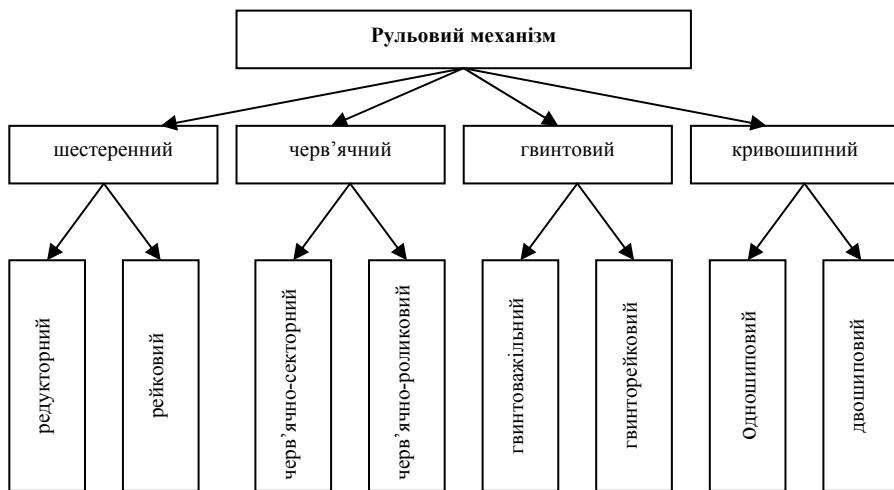 Рульовий механізм
шестеренний
черв’ячний
гвинтовий
кривошипний
редукторний
рейковий
черв’ячно-секторний
черв’ячно-роликовий
гвинтоважільний
гвинторейковий
Одношиповий
двошиповий